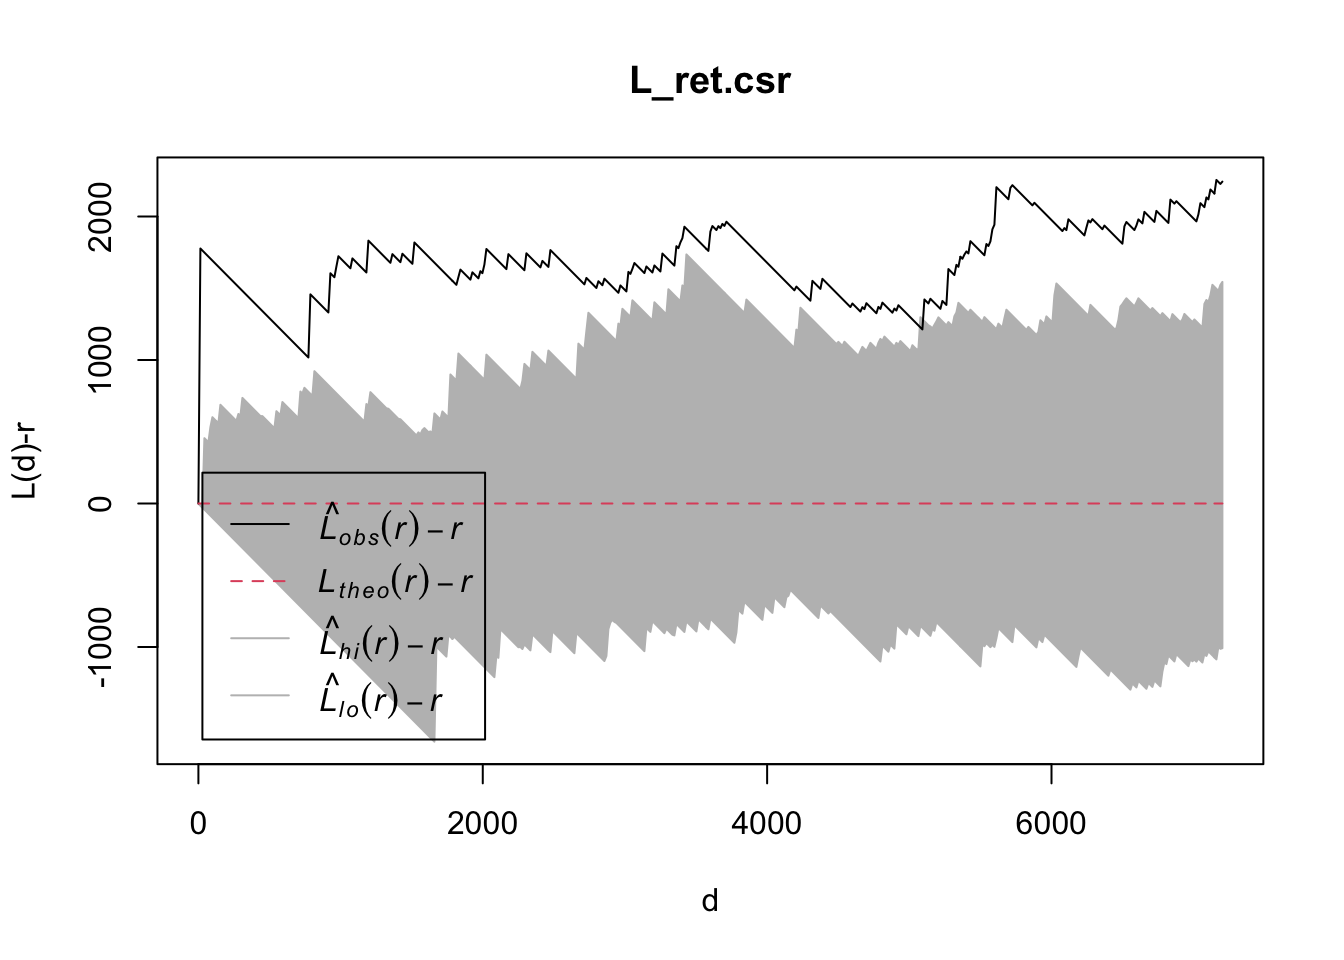 L_ret.csr
L(d)-r
2000
1000
0
-1000
L̂obs(r) – r
Ltheo(r) – r
L̂hi(r) – r
L̂lo(r) – r
0 2000 4000 6000
d